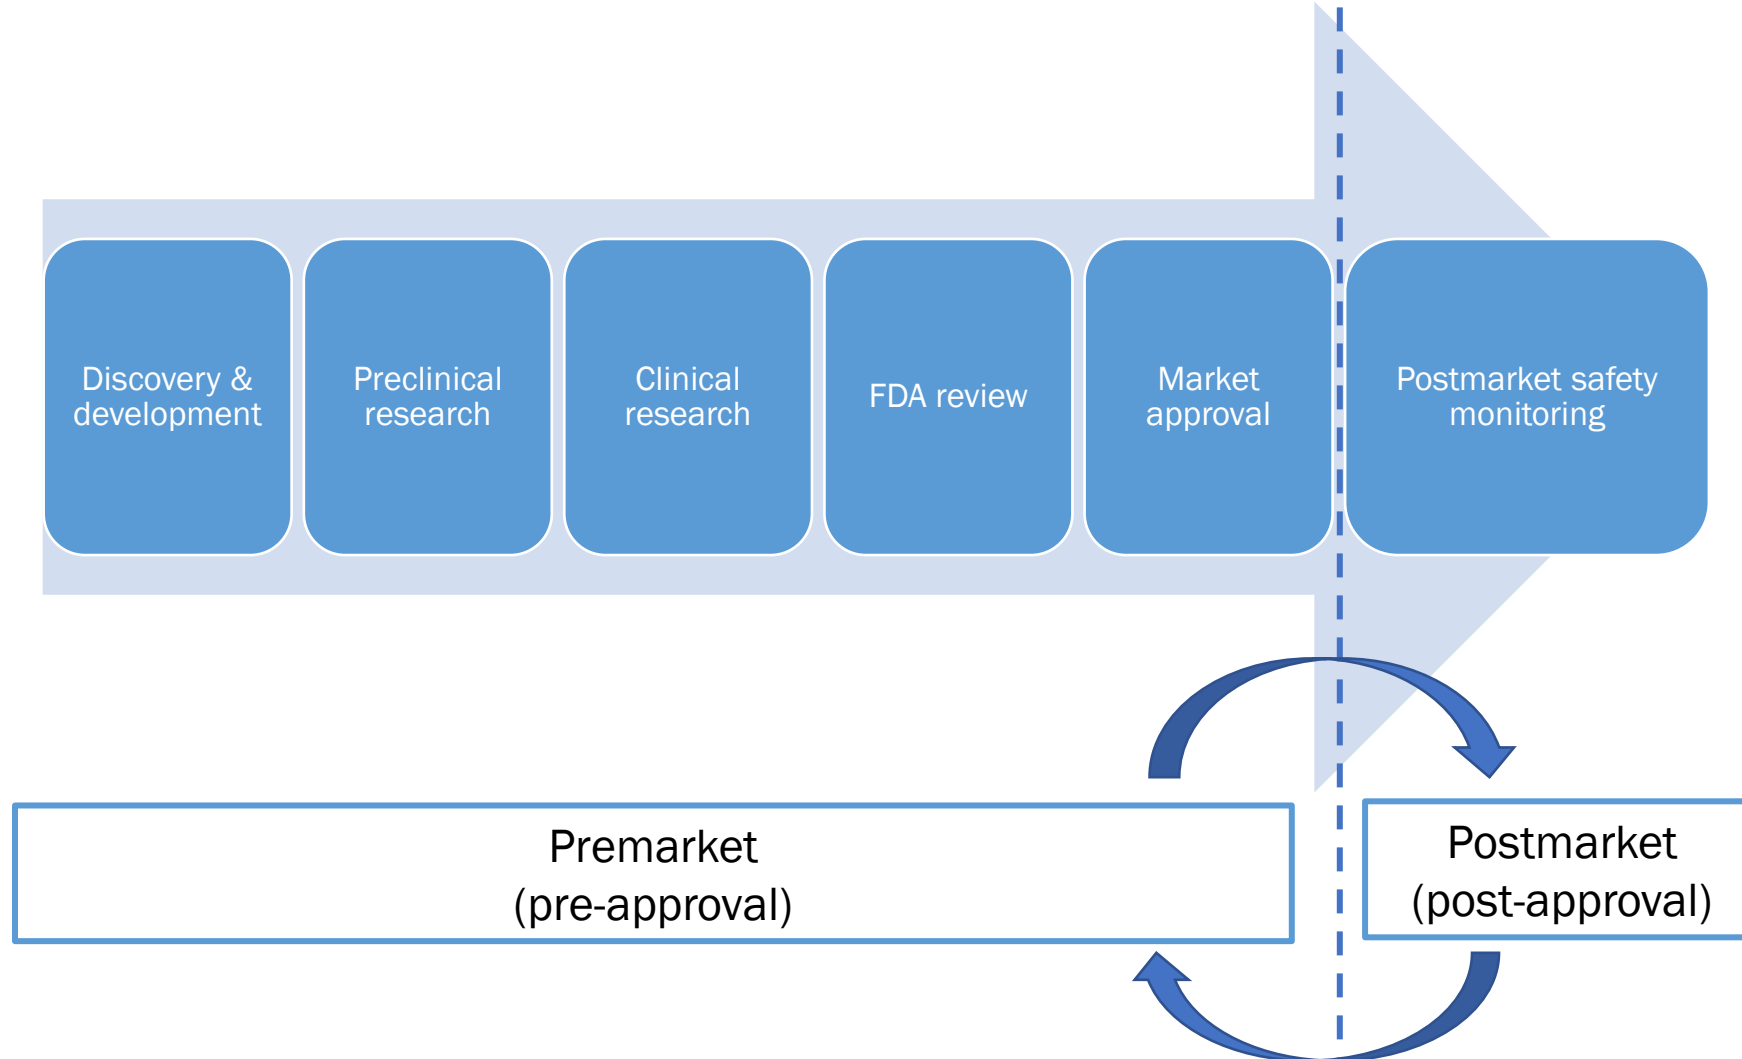 Discovery &
development
Preclinical
research
Clinical
research
FDA review
Market
approval
Postmarket safety
monitoring
Premarket
(pre-approval)
Postmarket
(post-approval)